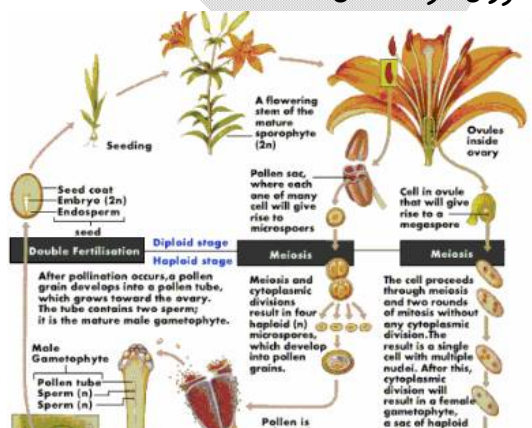 A flowering
stem of the
mature
sporophyte
(2n)
Seeding
Ovules
inside
ovary
Pollen sac,
where each
one of many
cell will give
rise to
microspoers
Cell in ovule
that will give
rise to a
megaspore
Seed coat
Embryo (2n)
Endosperm
seed
Double Fertilisation
Diploid stage
Haploid stage
Meiosis
Meiosis
After pollination occurs,a pollen
grain develops into a pollen tube,
which grows toward the ovary.
The tube contains two sperm;
it is the mature male gametophyte.
Meiosis and
cytoplasmic
divisions
result in four
haploid (n)
microspores,
which develop
into pollen
grains.
The cell proceeds
through meiosis
and two rounds
of mitosis without
any cytoplasmic
division.The
result is a single
cell with multiple
nuclei. After this,
cytoplasmic
division will
result in a female
gametophyte,
a sac of haploid
Male
Gametophyte
Pollen tube
Sperm (n)
Sperm (n)
Pollen is